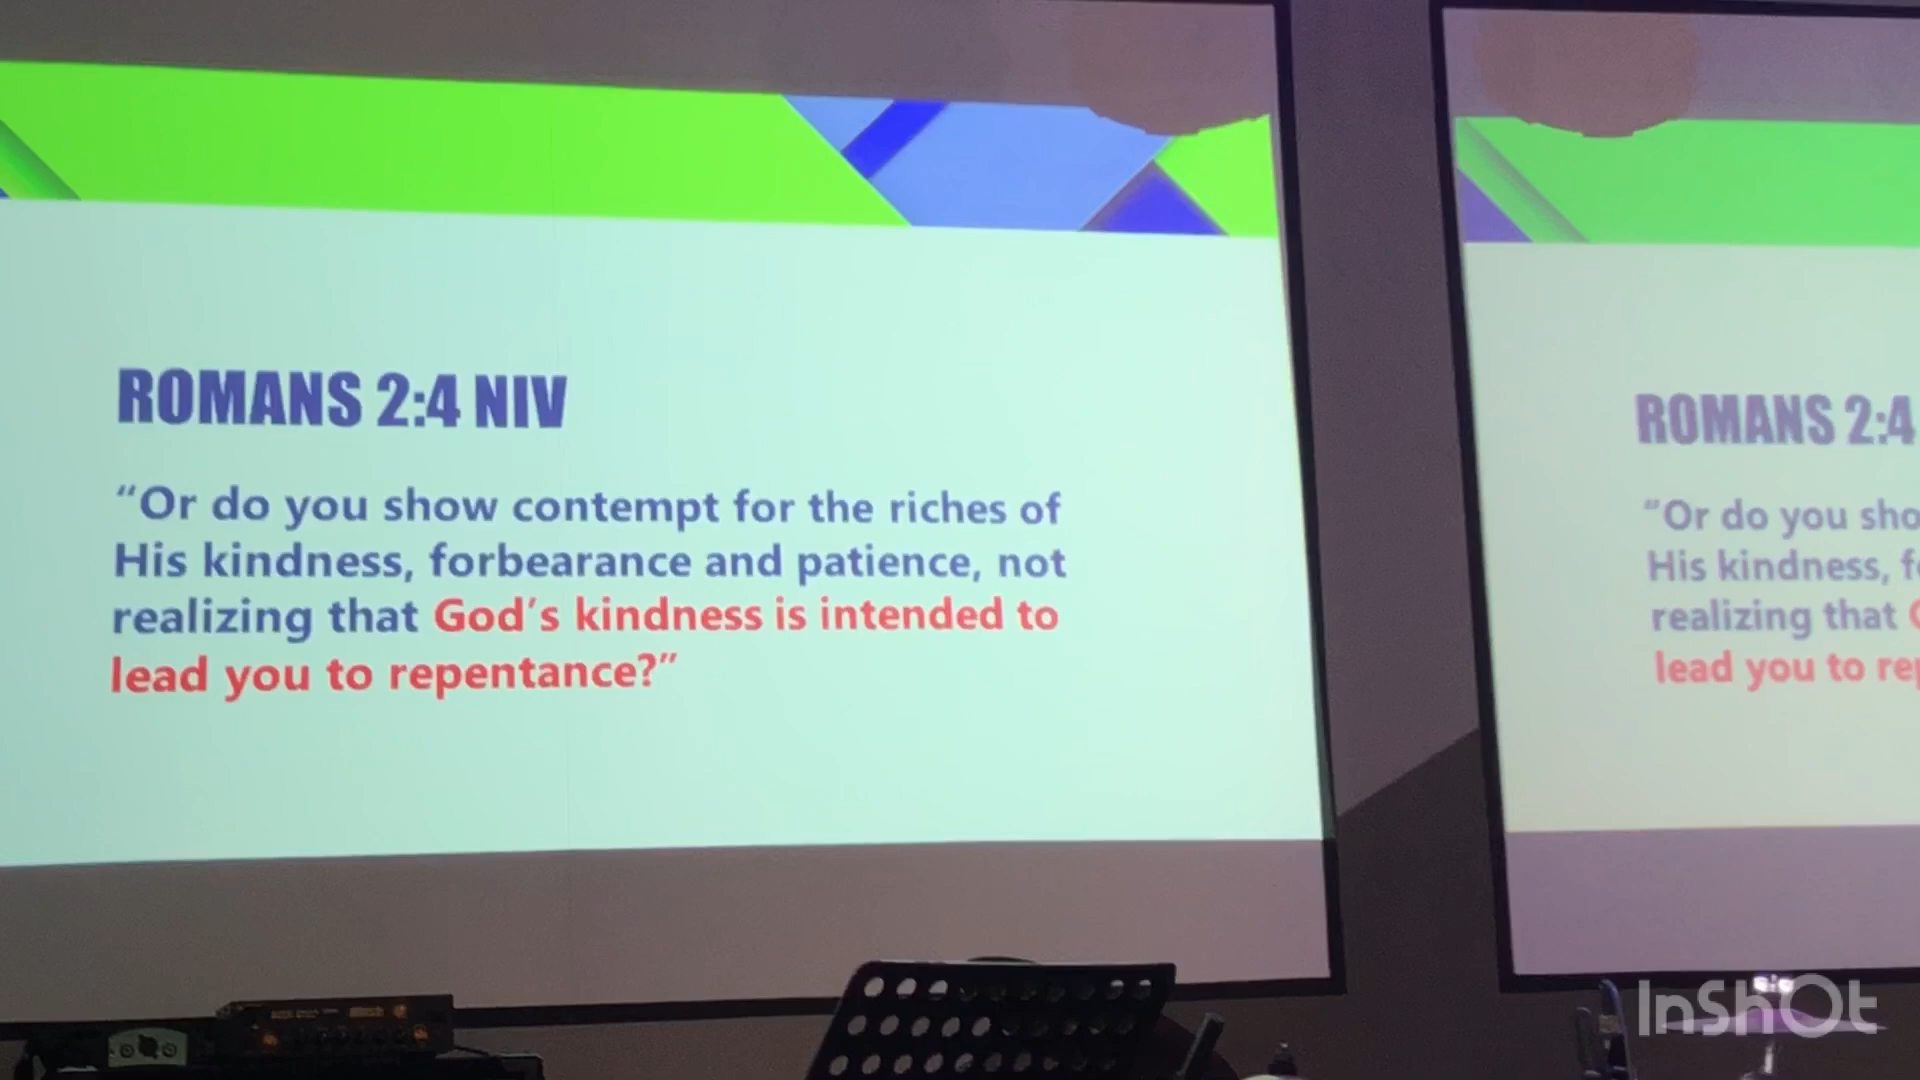 ROMANS 2:4 NIV
“Or do you show contempt for the riches of
His kindness, forbearance and patience, not
realizing that God’s kindness is intended to
lead you to repentance?”
ROMANS 2:4
“Or do you sho
His kindness, f
realizing that
lead you to rep
InShOt